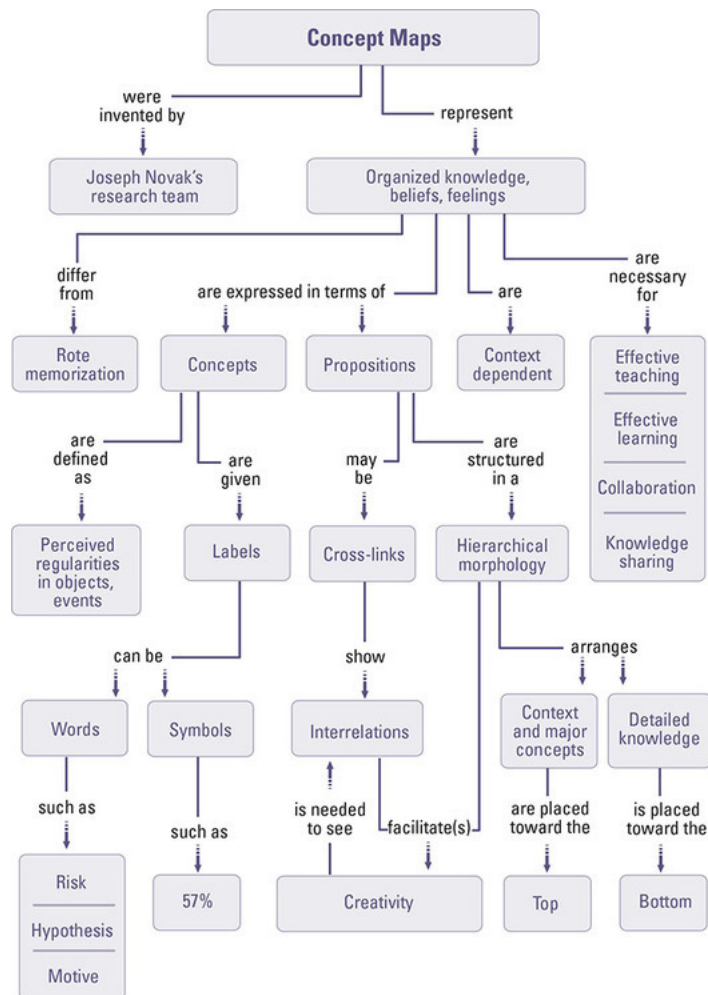 Concept Maps
were
invented by
represent
Joseph Novak's
research team
Organized knowledge,
beliefs, feelings
differ
from
are expressed in terms of
are
are
necessary
for
Rote
memorization
Concepts
Propositions
Context
dependent
Effective
teaching
Effective
learning
Collaboration
Knowledge
sharing
are
defined
as
are
given
may
be
are
structured
in a
Perceived
regularities
in objects,
events
Labels
Cross-links
Hierarchical
morphology
can be
show
arranges
Words
Symbols
Interrelations
Context
and major
concepts
Detailed
knowledge
such as
such as
is needed
to see
facilitate(s)
are placed
toward the
is placed
toward the
Risk
Hypothesis
Motive
57%
Creativity
Top
Bottom